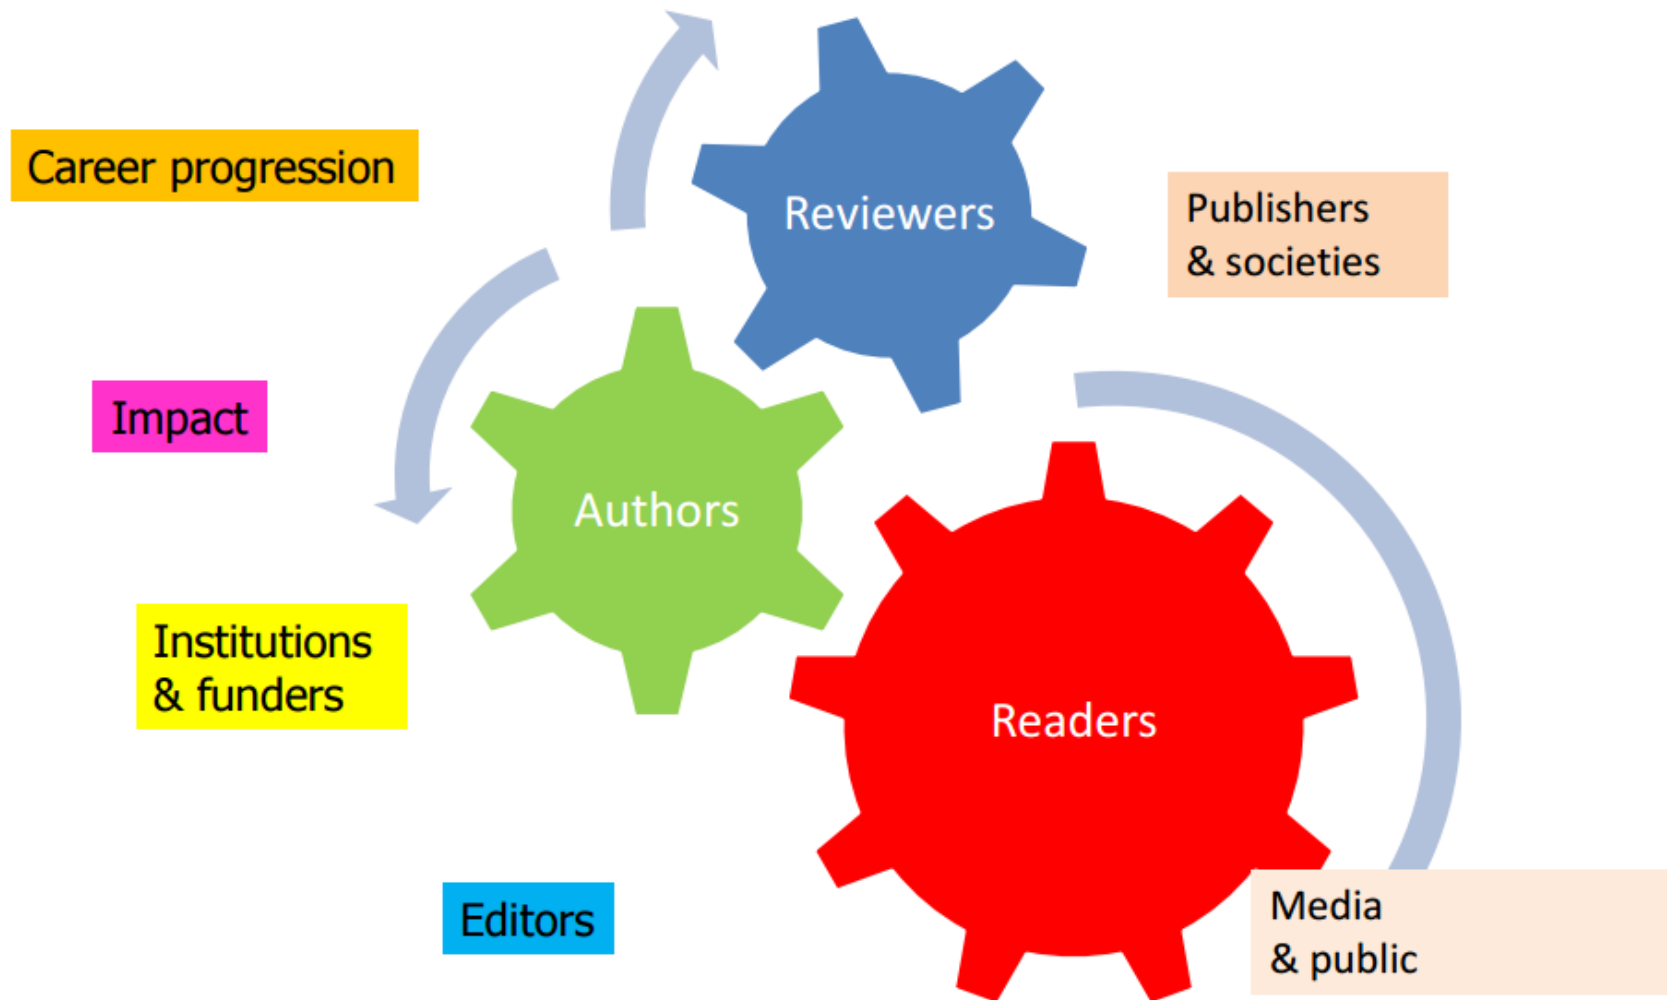 Career progression
Reviewers
Publishers
& societies
Impact
Authors
Institutions
& funders
Readers
Editors
Media
& public